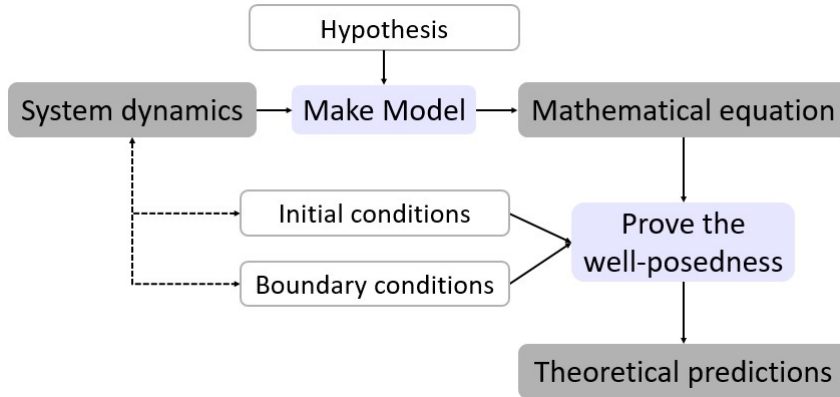 Hypothesis
System dynamics
Make Model
Mathematical equation
Initial conditions
Boundary conditions
Prove the
well-posedness
Theoretical predictions